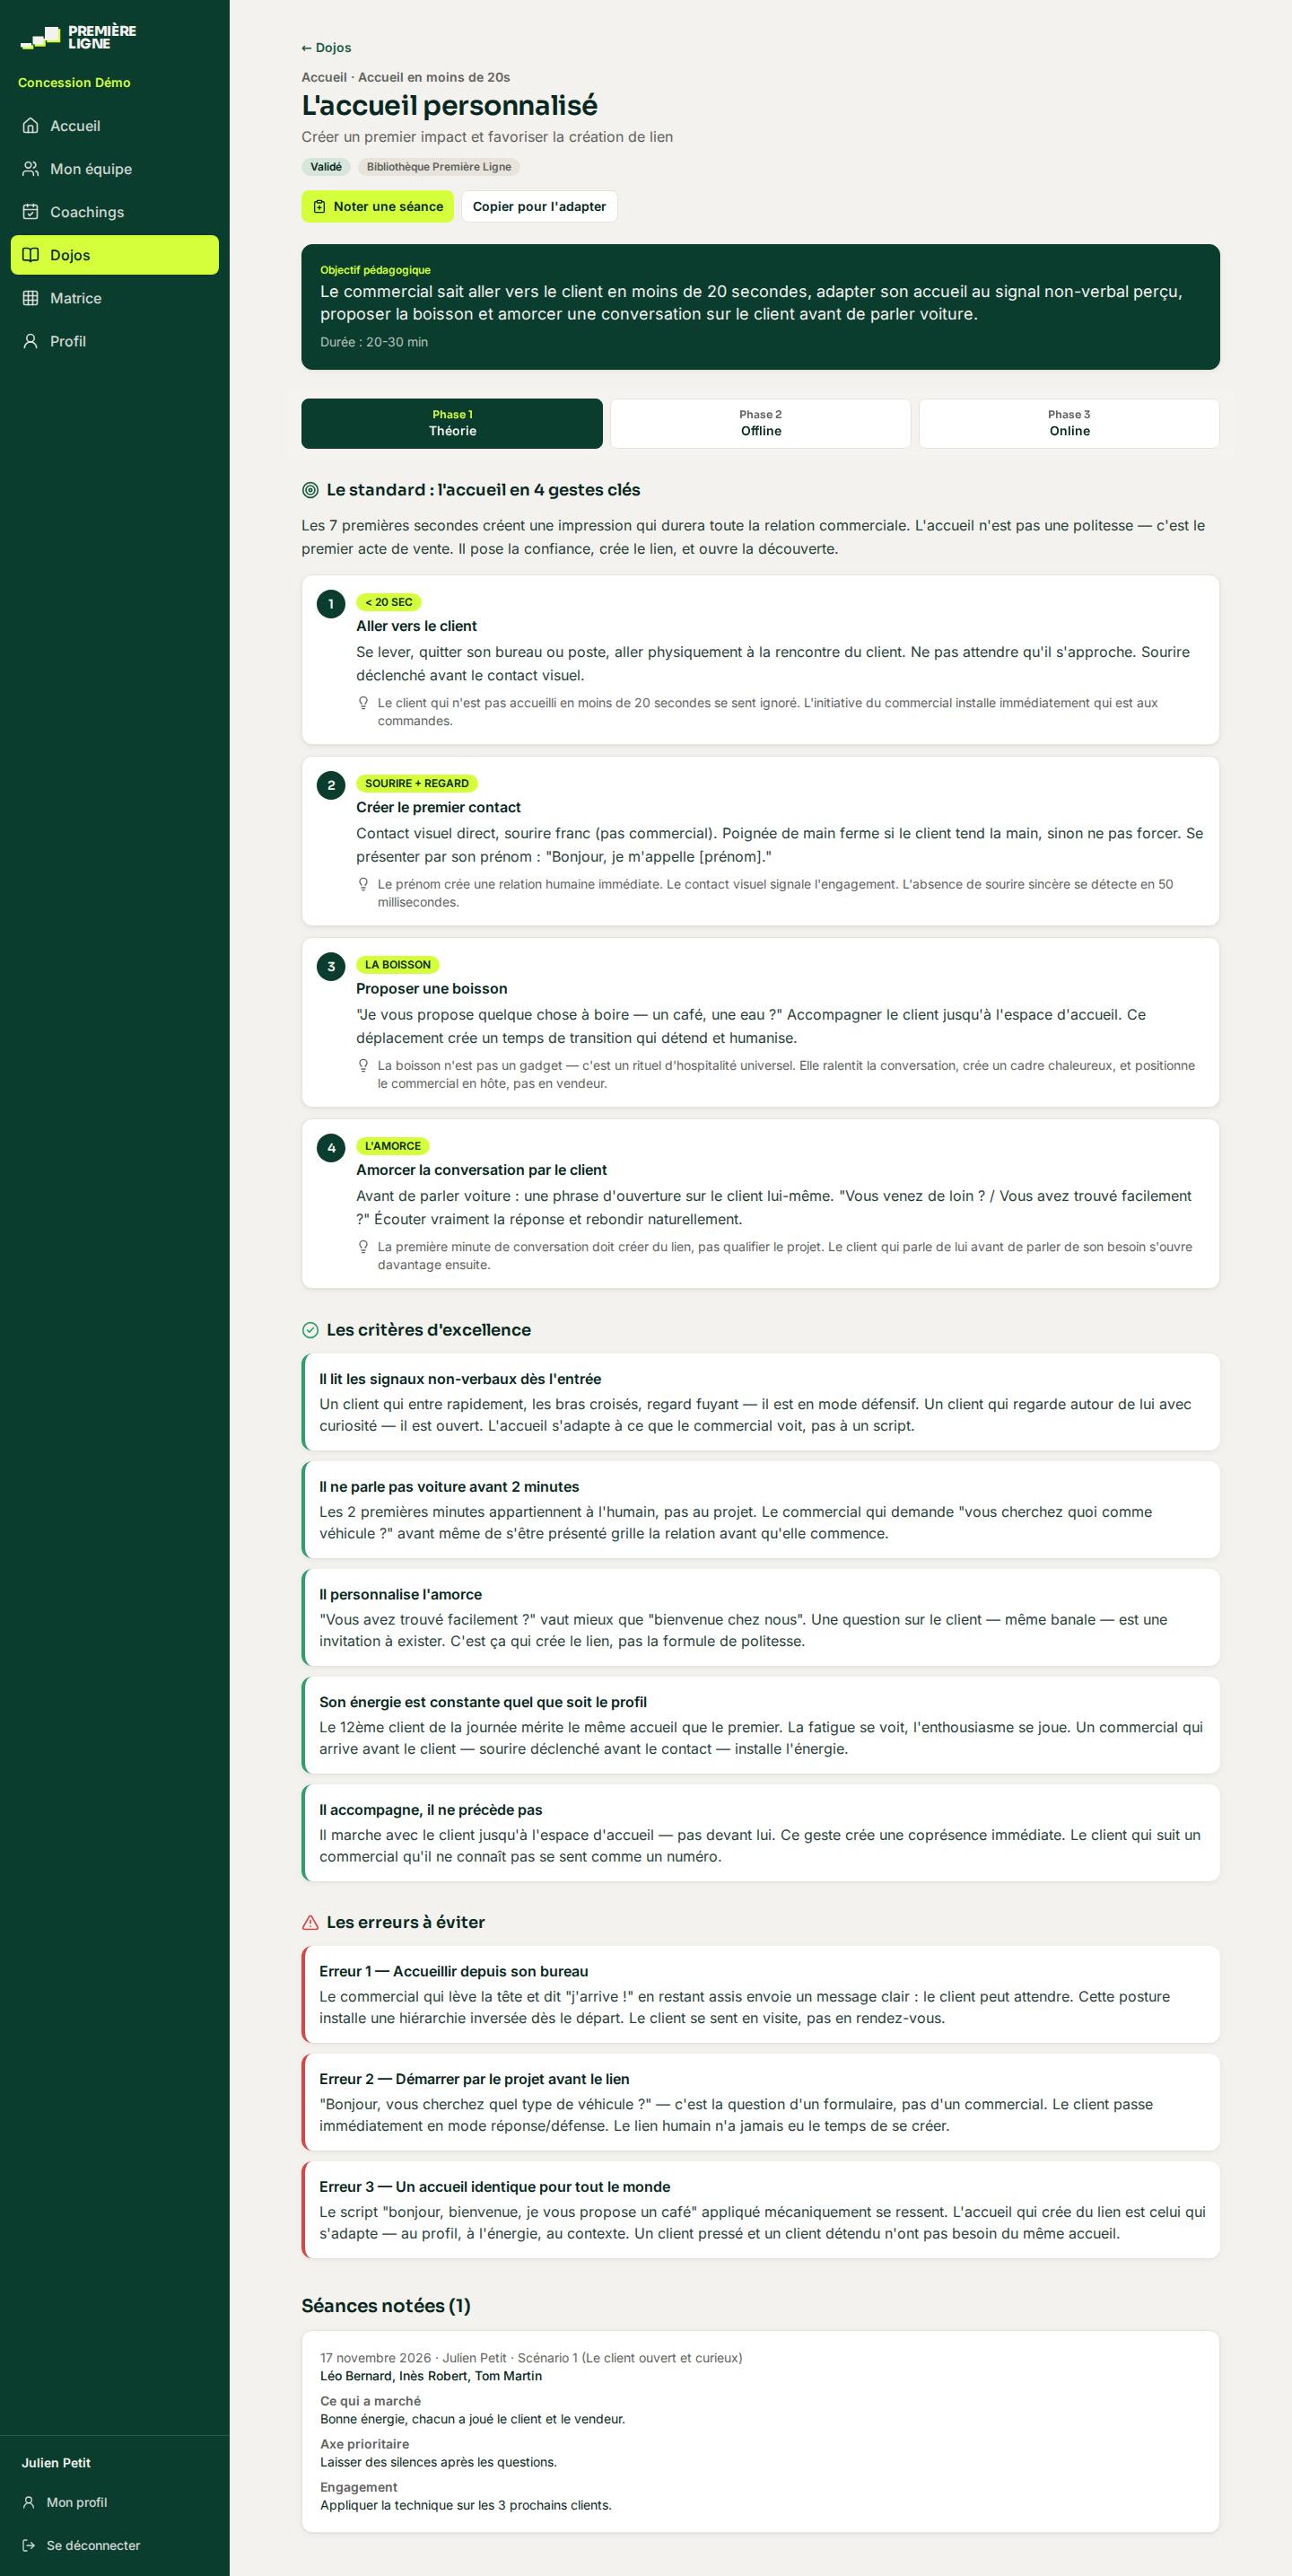 PREMIÈRE
LIGNE
Concession Démo
Accueil
Mon équipe
Coachings
Dojos
Matrice
Profil
← Dojos
Accueil · Accueil en moins de 20s
L'accueil personnalisé
Créer un premier impact et favoriser la création de lien
Validé
Bibliothèque Première Ligne
Noter une séance
Copier pour l'adapter
Objectif pédagogique
Le commercial sait aller vers le client en moins de 20 secondes, adapter son accueil au signal non-verbal perçu,
proposer la boisson et amorcer une conversation sur le client avant de parler voiture.
Durée : 20-30 min
Phase 1
Théorie
Phase 2
Offline
Phase 3
Online
Le standard : l'accueil en 4 gestes clés
Les 7 premières secondes créent une impression qui durera toute la relation commerciale. L'accueil n'est pas une politesse — c'est le
premier acte de vente. Il pose la confiance, crée le lien, et ouvre la découverte.
1
< 20 SEC
Aller vers le client
Se lever, quitter son bureau ou poste, aller physiquement à la rencontre du client. Ne pas attendre qu'il s'approche. Sourire
déclenché avant le contact visuel.
Le client qui n'est pas accueilli en moins de 20 secondes se sent ignoré. L'initiative du commercial installe immédiatement qui est aux
commandes.
2
SOURIRE + REGARD
Créer le premier contact
Contact visuel direct, sourire franc (pas commercial). Poignée de main ferme si le client tend la main, sinon ne pas forcer. Se
présenter par son prénom : "Bonjour, je m'appelle [prénom]."
Le prénom crée une relation humaine immédiate. Le contact visuel signale l'engagement. L'absence de sourire sincère se détecte en 50
millisecondes.
3
LA BOISSON
Proposer une boisson
"Je vous propose quelque chose à boire — un café, une eau ?" Accompagner le client jusqu'à l'espace d'accueil. Ce
déplacement crée un temps de transition qui détend et humanise.
La boisson n'est pas un gadget — c'est un rituel d'hospitalité universel. Elle ralentit la conversation, crée un cadre chaleureux, et positionne
le commercial en hôte, pas en vendeur.
4
L'AMORCE
Amorcer la conversation par le client
Avant de parler voiture : une phrase d'ouverture sur le client lui-même. "Vous venez de loin ? / Vous avez trouvé facilement
?" Écouter vraiment la réponse et rebondir naturellement.
La première minute de conversation doit créer du lien, pas qualifier le projet. Le client qui parle de lui avant de parler de son besoin s'ouvre
davantage ensuite.
Les critères d'excellence
Il lit les signaux non-verbaux dès l'entrée
Un client qui entre rapidement, les bras croisés, regard fuyant — il est en mode défensif. Un client qui regarde autour de lui avec
curiosité — il est ouvert. L'accueil s'adapte à ce que le commercial voit, pas à un script.
Il ne parle pas voiture avant 2 minutes
Les 2 premières minutes appartiennent à l'humain, pas au projet. Le commercial qui demande "vous cherchez quoi comme
véhicule ?" avant même de s'être présenté grille la relation avant qu'elle commence.
Il personnalise l'amorce
"Vous avez trouvé facilement ?" vaut mieux que "bienvenue chez nous". Une question sur le client — même banale — est une
invitation à exister. C'est ça qui crée le lien, pas la formule de politesse.
Son énergie est constante quel que soit le profil
Le 12ème client de la journée mérite le même accueil que le premier. La fatigue se voit, l'enthousiasme se joue. Un commercial qui
arrive avant le client — sourire déclenché avant le contact — installe l'énergie.
Il accompagne, il ne précède pas
Il marche avec le client jusqu'à l'espace d'accueil — pas devant lui. Ce geste crée une coprésence immédiate. Le client qui suit un
commercial qu'il ne connaît pas se sent comme un numéro.
Les erreurs à éviter
Erreur 1 — Accueillir depuis son bureau
Le commercial qui lève la tête et dit "j'arrive !" en restant assis envoie un message clair : le client peut attendre. Cette posture
installe une hiérarchie inversée dès le départ. Le client se sent en visite, pas en rendez-vous.
Erreur 2 — Démarrer par le projet avant le lien
"Bonjour, vous cherchez quel type de véhicule ?" — c'est la question d'un formulaire, pas d'un commercial. Le client passe
immédiatement en mode réponse/défense. Le lien humain n'a jamais eu le temps de se créer.
Erreur 3 — Un accueil identique pour tout le monde
Le script "bonjour, bienvenue, je vous propose un café" appliqué mécaniquement se ressent. L'accueil qui crée du lien est celui qui
s'adapte — au profil, à l'énergie, au contexte. Un client pressé et un client détendu n'ont pas besoin du même accueil.
Séances notées (1)
17 novembre 2026 · Julien Petit · Scénario 1 (Le client ouvert et curieux)
Léo Bernard, Inès Robert, Tom Martin
Ce qui a marché
Bonne énergie, chacun a joué le client et le vendeur.
Axe prioritaire
Laisser des silences après les questions.
Engagement
Appliquer la technique sur les 3 prochains clients.
Julien Petit
Mon profil
Se déconnecter